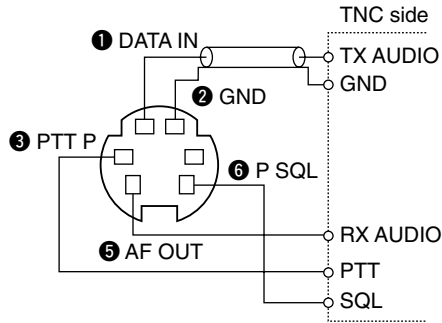 TNC side
❶ DATA IN
TX AUDIO
❷ GND
GND
❸ PTT P
❻ P SQL
❺ AF OUT
RX AUDIO
PTT
SQL